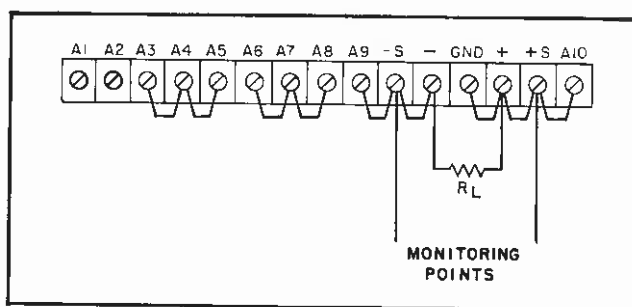 A1 A2 A3 A4 A5 A6 A7 A8 A9 -S - GND + +S A10
RL
MONITORING
POINTS